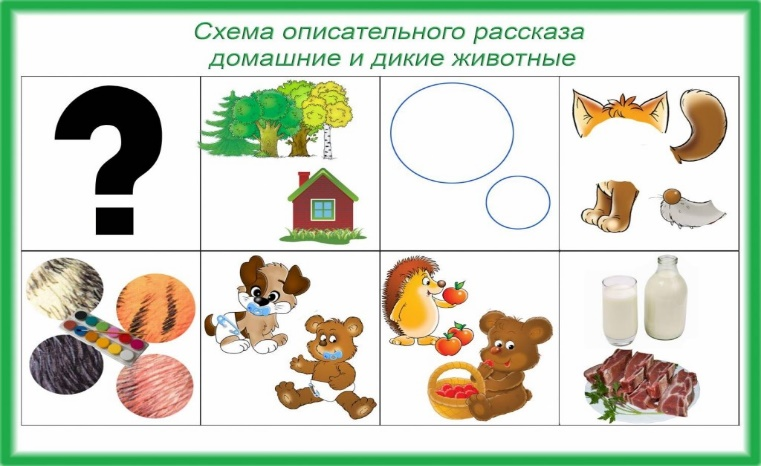 Схема описательного рассказа
домашние и дикие животные
?